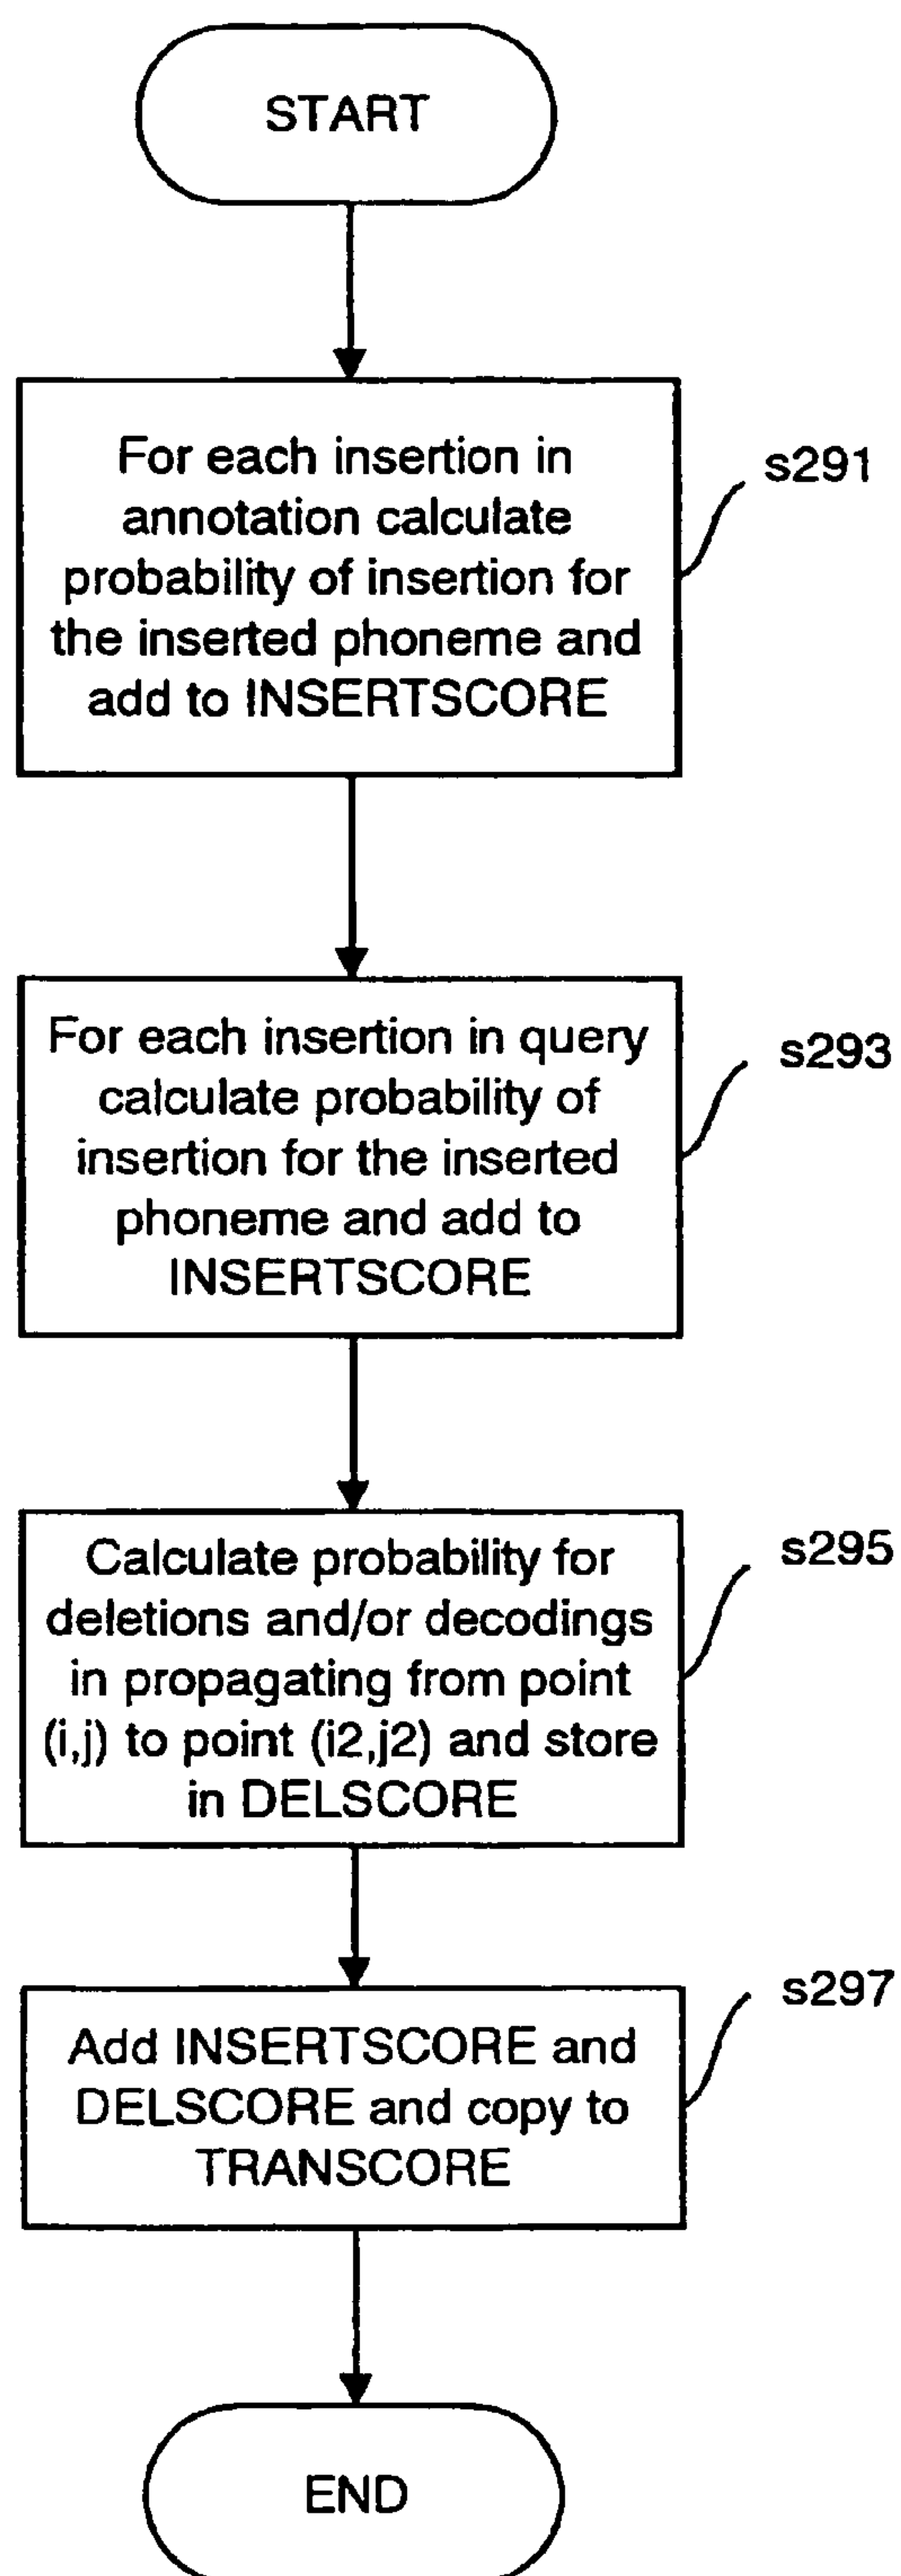 START
For each insertion in
annotation calculate
probability of insertion for
the inserted phoneme and
add to INSERTSCORE
s291
For each insertion in query
calculate probability of
insertion for the inserted
phoneme and add to
INSERTSCORE
s293
Calculate probability for
deletions and/or decodings
in propagating from point
(i,j) to point (i2,j2) and store
in DELSCORE
s295
Add INSERTSCORE and
DELSCORE and copy to
TRANSCORE
s297
END